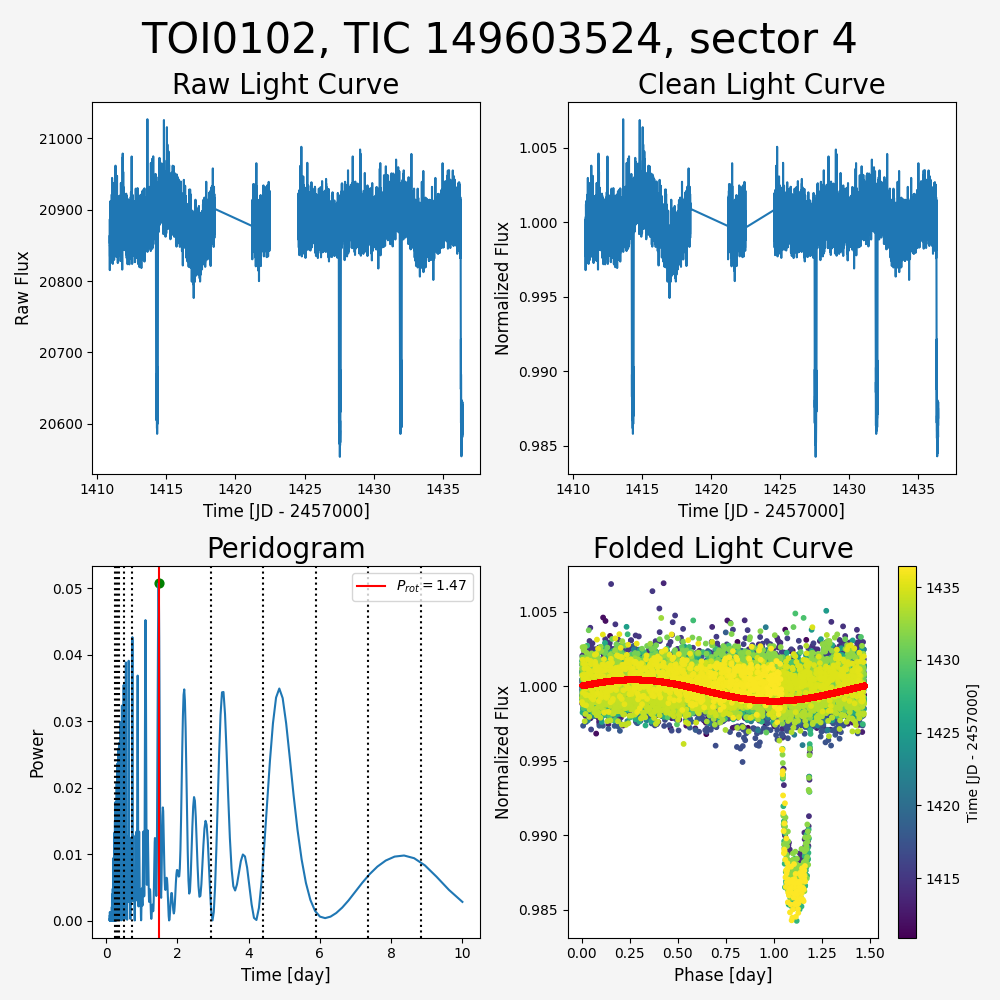 TOI0102, TIC 149603524, sector 4
Raw Light Curve
Raw Flux
21000
20900
20800
20700
20600
1410 1415 1420 1425 1430 1435
Time [JD - 2457000]
Clean Light Curve
Normalized Flux
1.005
1.000
0.995
0.990
0.985
1410 1415 1420 1425 1430 1435
Time [JD - 2457000]
Peridogram
Power
0.05
0.04
0.03
0.02
0.01
0.00
P_rot = 1.47
0 2 4 6 8 10
Time [day]
Folded Light Curve
Normalized Flux
1.005
1.000
0.995
0.990
0.985
0.00 0.25 0.50 0.75 1.00 1.25 1.50
Phase [day]
1435
1430
1425
1420
1415
Time [JD - 2457000]